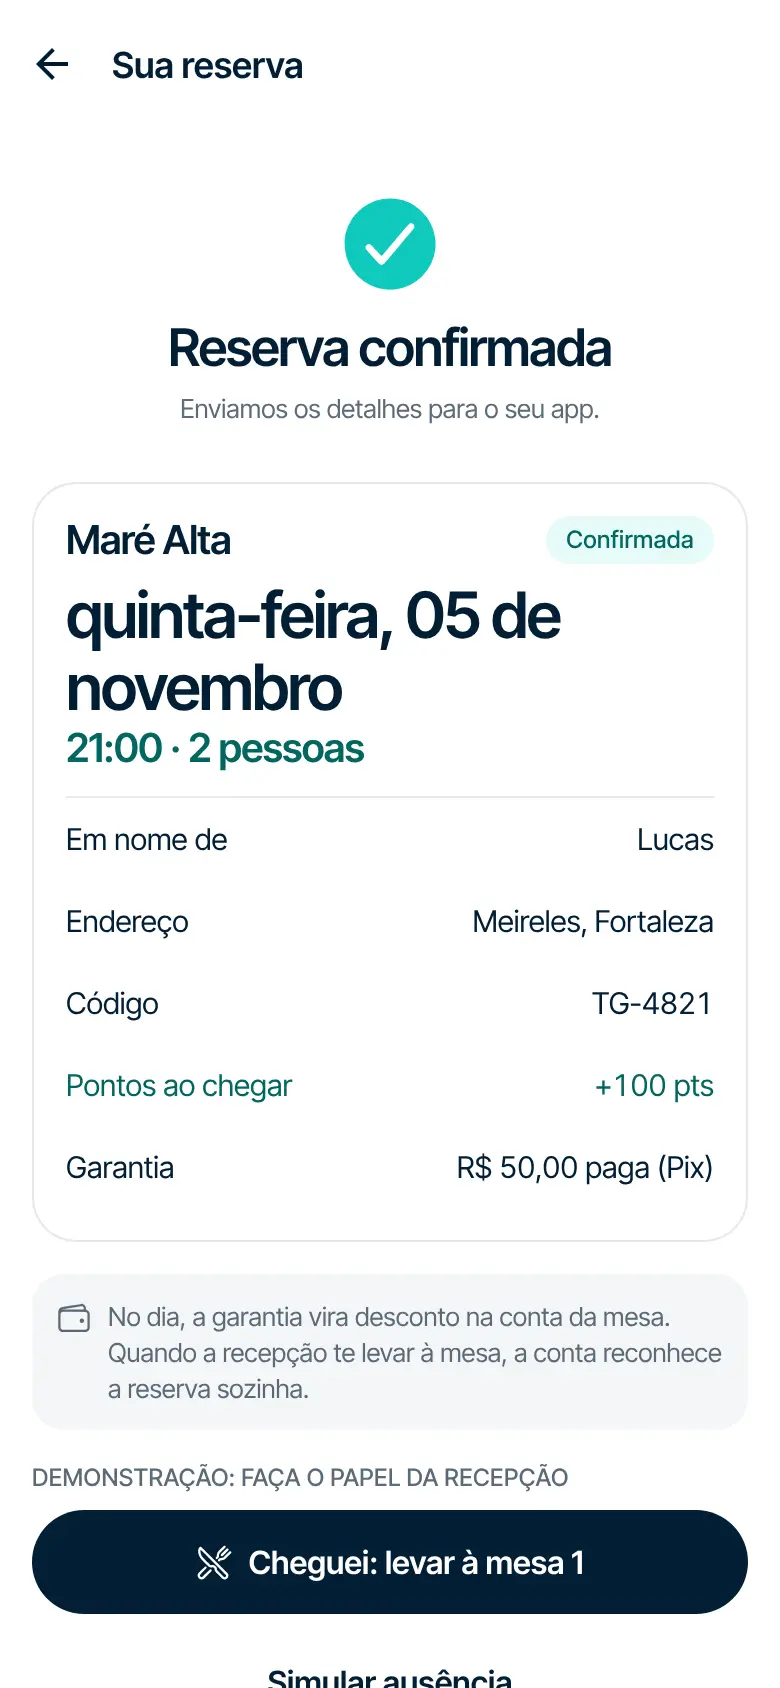 Sua reserva
Reserva confirmada
Enviamos os detalhes para o seu app.
Maré Alta
Confirmada
quinta-feira, 05 de
novembro
21:00 · 2 pessoas
Em nome de
Lucas
Endereço
Meireles, Fortaleza
Código
TG-4821
Pontos ao chegar
+100 pts
Garantia
R$ 50,00 paga (Pix)
No dia, a garantia vira desconto na conta da mesa.
Quando a recepção te levar à mesa, a conta reconhece
a reserva sozinha.
DEMONSTRAÇÃO: FAÇA O PAPEL DA RECEPÇÃO
Cheguei: levar à mesa 1
Simular ausência